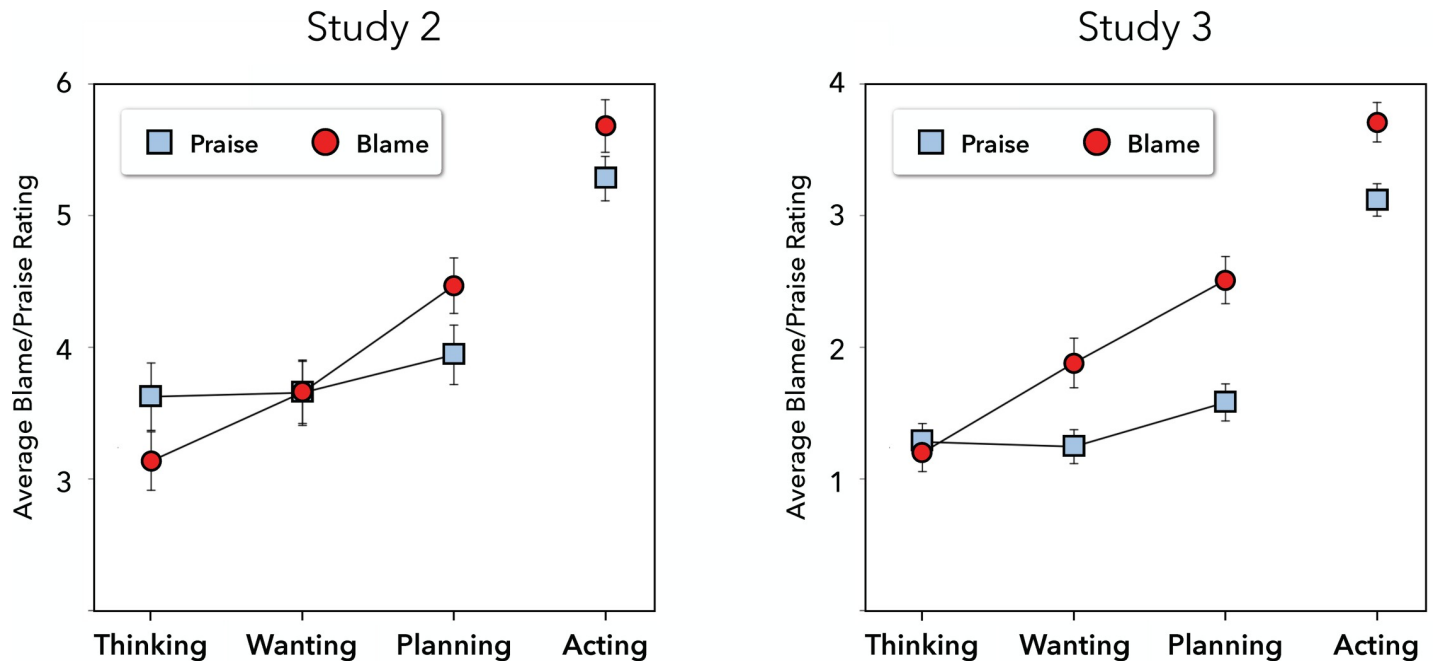 Study 2
Average Blame/Praise Rating
6
5
4
3
Praise Blame
Thinking Wanting Planning Acting
Study 3
Average Blame/Praise Rating
4
3
2
1
Praise Blame
Thinking Wanting Planning Acting